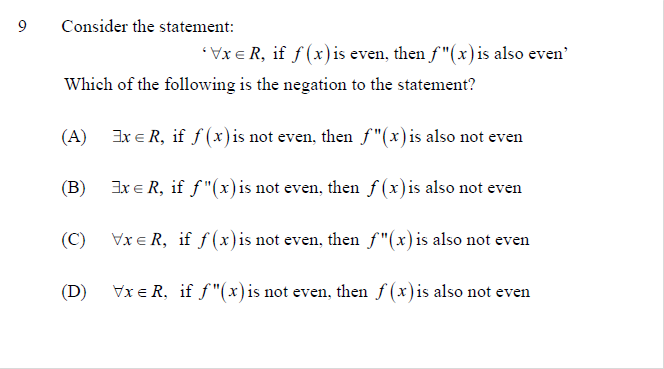 9 Consider the statement:
‘ ∀x ∈ R, if f (x) is even, then f "(x) is also even’
Which of the following is the negation to the statement?
(A) ∃x ∈ R, if f (x) is not even, then f "(x) is also not even
(B) ∃x ∈ R, if f "(x) is not even, then f (x) is also not even
(C) ∀x ∈ R, if f (x) is not even, then f "(x) is also not even
(D) ∀x ∈ R, if f "(x) is not even, then f (x) is also not even